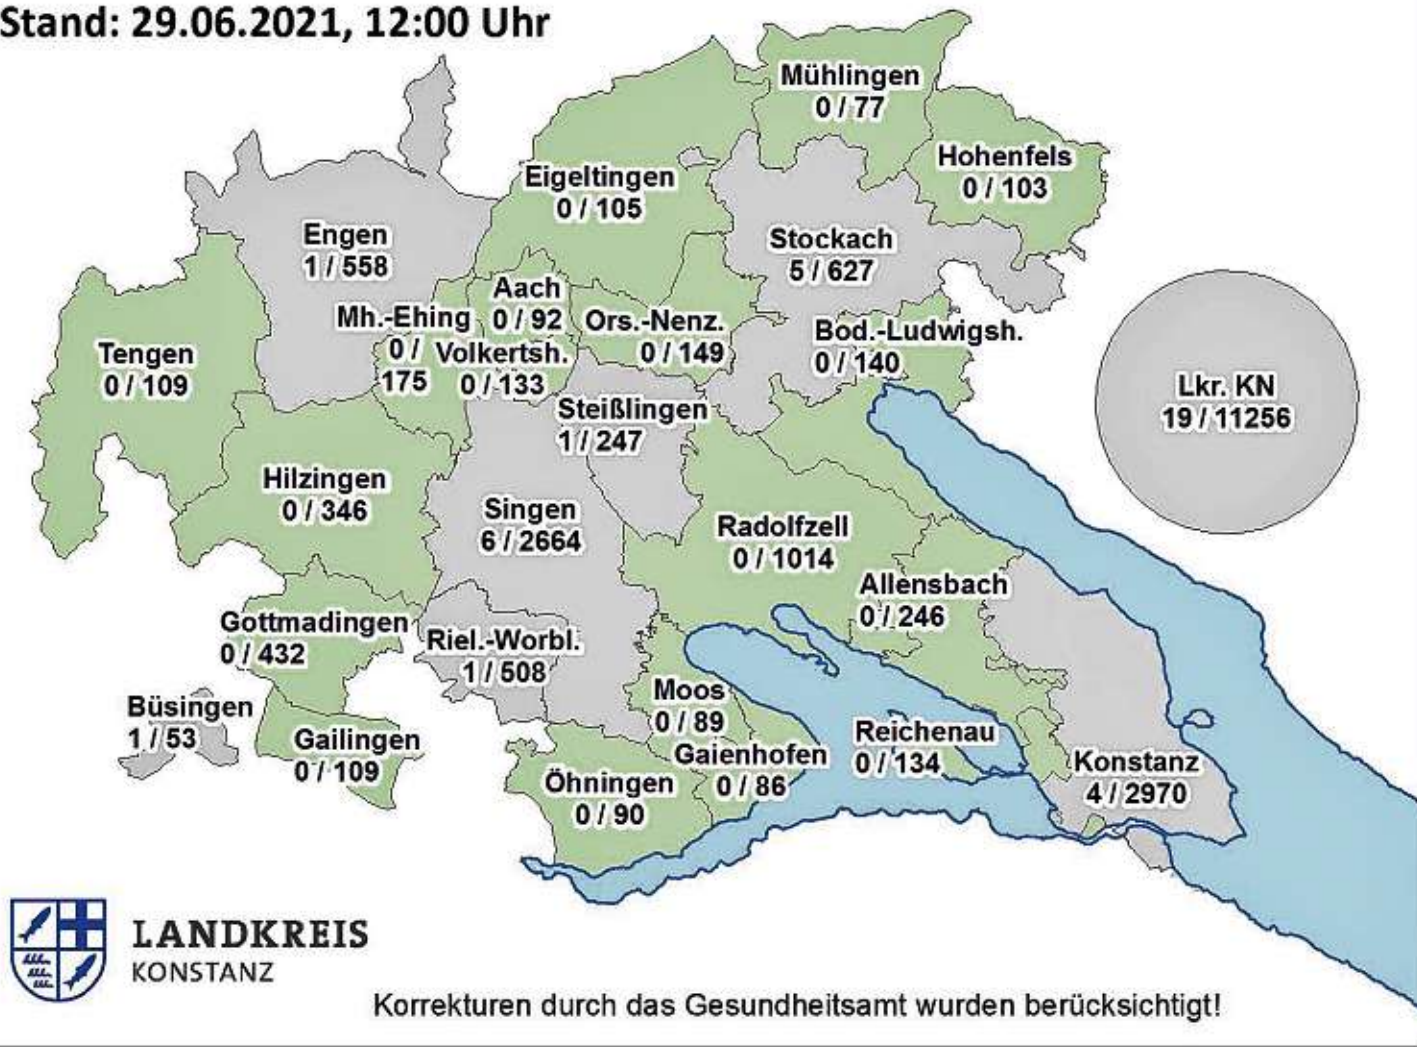 Stand: 29.06.2021, 12:00 Uhr
Mühlingen
0 / 77
Hohenfels
0 / 103
Eigeltingen
0 / 105
Engen
1 / 558
Stockach
5 / 627
Aach
0 / 92
Mh.-Ehing
0 /
175
Volkertsh.
0 / 133
Ors.-Nenz.
0 / 149
Bod.-Ludwigsh.
0 / 140
Tengen
0 / 109
Lkr. KN
19 / 11256
Steißlingen
1 / 247
Hilzingen
0 / 346
Singen
6 / 2664
Radolfzell
0 / 1014
Allensbach
0 / 246
Gottmadingen
0 / 432
Riel.-Worbl.
1 / 508
Büsingen
1 / 53
Gailingen
0 / 109
Moos
0 / 89
Gaienhofen
0 / 86
Reichenau
0 / 134
Öhningen
0 / 90
Konstanz
4 / 2970
LANDKREIS
KONSTANZ
Korrekturen durch das Gesundheitsamt wurden berücksichtigt!